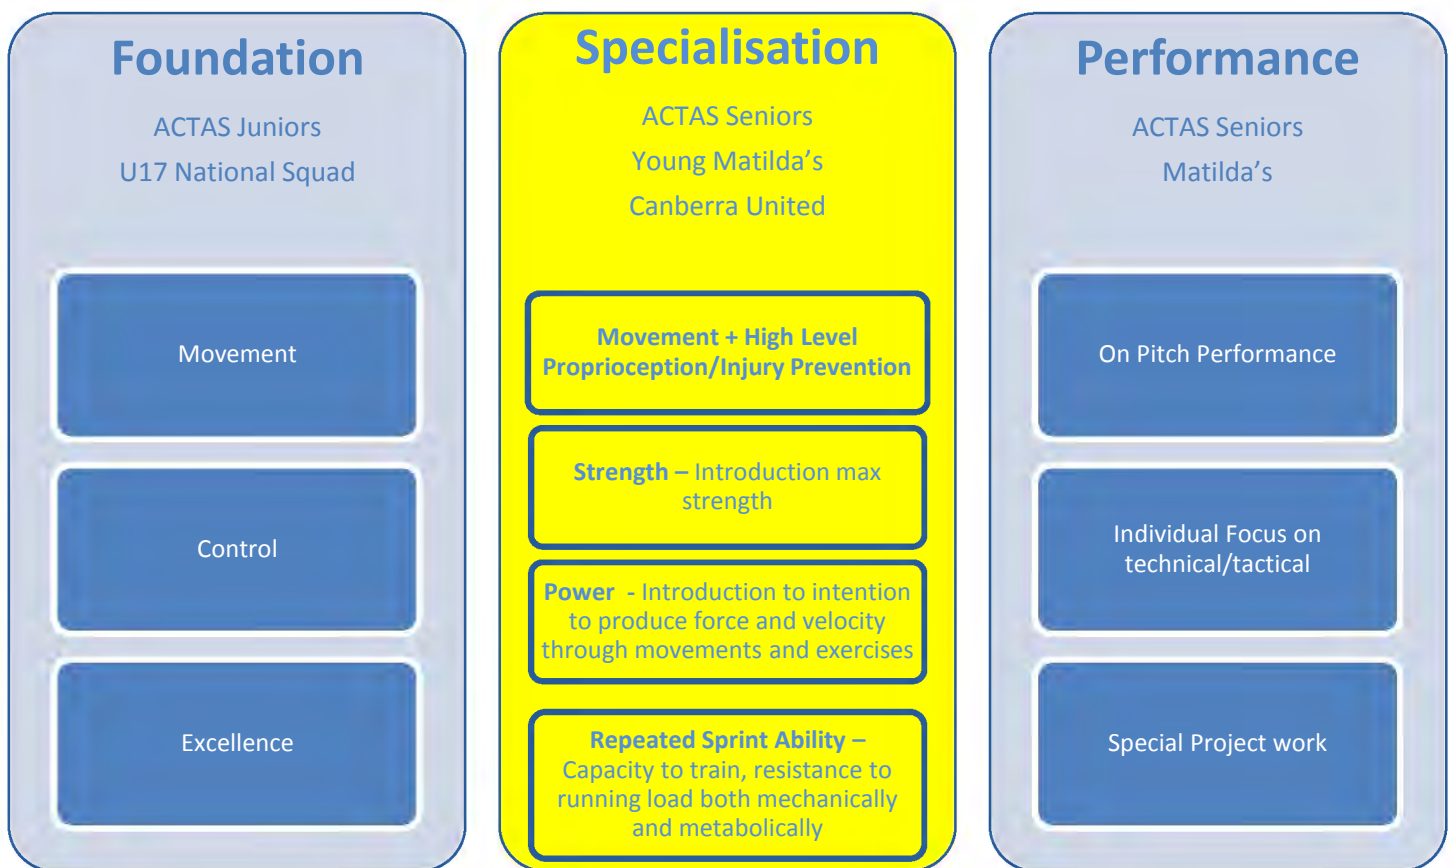 Foundation
ACTAS Juniors
U17 National Squad
Movement
Control
Excellence
Specialisation
ACTAS Seniors
Young Matilda’s
Canberra United
Movement + High Level
Proprioception/Injury Prevention
Strength – Introduction max
strength
Power - Introduction to intention
to produce force and velocity
through movements and exercises
Repeated Sprint Ability –
Capacity to train, resistance to
running load both mechanically
and metabolically
Performance
ACTAS Seniors
Matilda’s
On Pitch Performance
Individual Focus on
technical/tactical
Special Project work